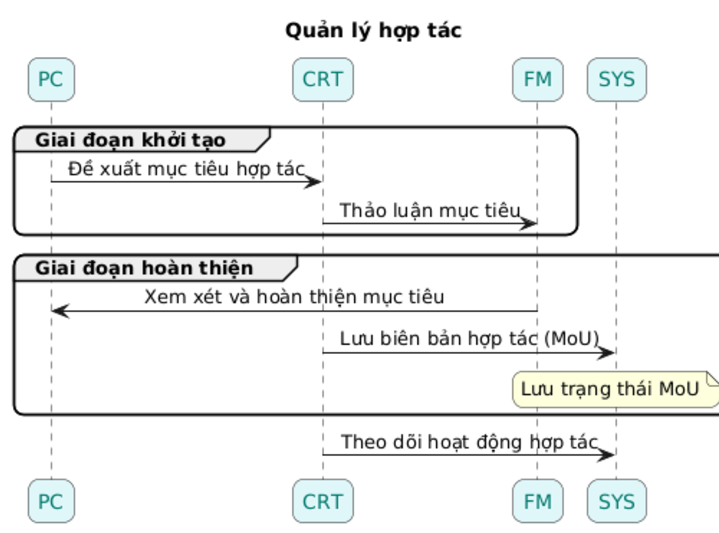 Quản lý hợp tác
PC CRT FM SYS
Giai đoạn khởi tạo
Đề xuất mục tiêu hợp tác
Thảo luận mục tiêu
Giai đoạn hoàn thiện
Xem xét và hoàn thiện mục tiêu
Lưu biên bản hợp tác (MoU)
Lưu trạng thái MoU
Theo dõi hoạt động hợp tác
PC CRT FM SYS